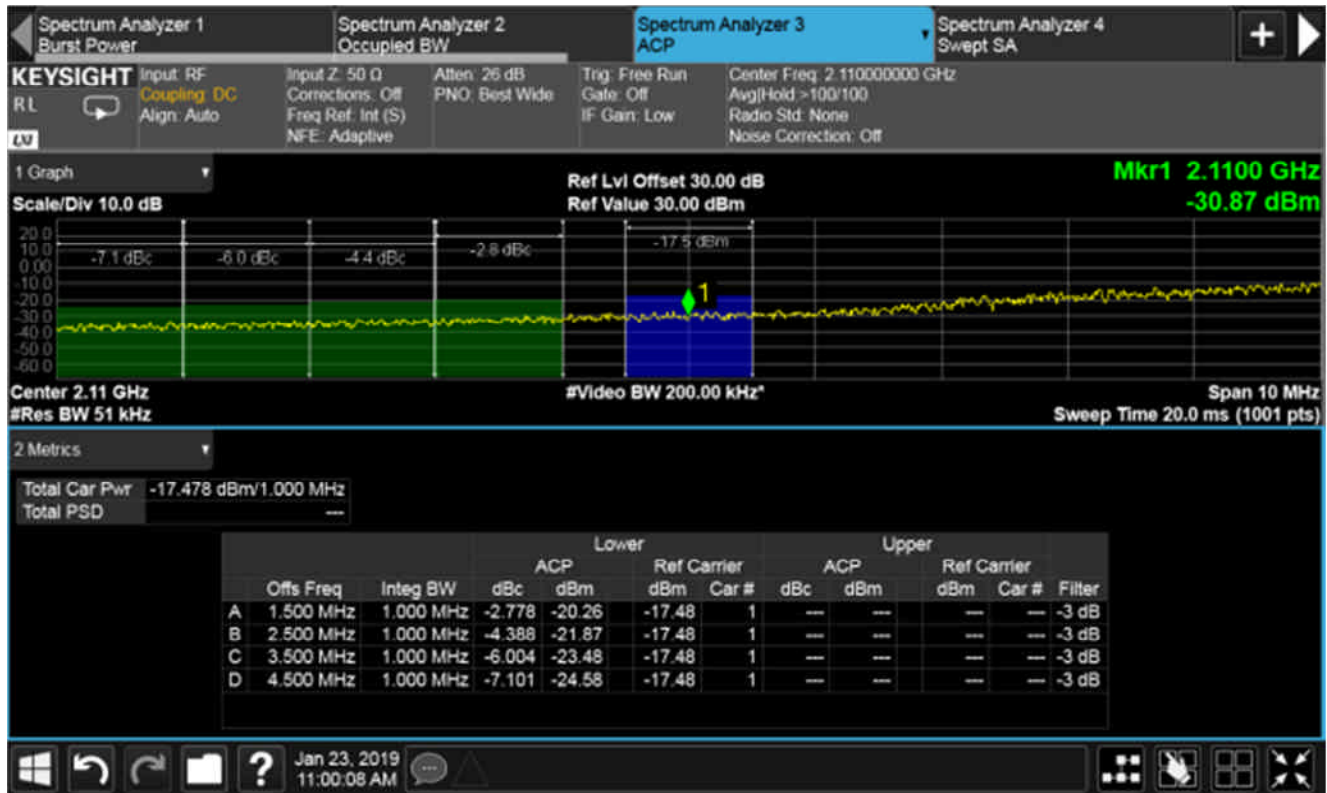 Spectrum Analyzer 1
Burst Power
Spectrum Analyzer 2
Occupied BW
Spectrum Analyzer 3
ACP
Spectrum Analyzer 4
Swept SA
+
KEYSIGHT
R L
LXI
Input: RF
Coupling: DC
Align: Auto
Input Z: 50 Ω
Corrections: Off
Freq Ref: Int (S)
NFE: Adaptive
Atten: 26 dB
PNO: Best Wide
Trig: Free Run
Gate: Off
IF Gain: Low
Center Freq: 2.110000000 GHz
Avg|Hold >100/100
Radio Std: None
Noise Correction: Off
1 Graph
Scale/Div 10.0 dB
Ref Lvl Offset 30.00 dB
Ref Value 30.00 dBm
Mkr1 2.1100 GHz
-30.87 dBm
20.0
10.0
0.00
-10.0
-20.0
-30.0
-40.0
-50.0
-60.0
-7.1 dBc
-6.0 dBc
-4.4 dBc
-2.8 dBc
-17.5 dBm
1
Center 2.11 GHz
#Res BW 51 kHz
#Video BW 200.00 kHz*
Span 10 MHz
Sweep Time 20.0 ms (1001 pts)
2 Metrics
Total Car Pwr -17.478 dBm/1.000 MHz
Total PSD ---
Lower Upper
ACP Ref Carrier ACP Ref Carrier
Offs Freq Integ BW dBc dBm dBm Car # dBc dBm dBm Car # Filter
A 1.500 MHz 1.000 MHz -2.778 -20.26 -17.48 1 --- --- --- --- -3 dB
B 2.500 MHz 1.000 MHz -4.388 -21.87 -17.48 1 --- --- --- --- -3 dB
C 3.500 MHz 1.000 MHz -6.004 -23.48 -17.48 1 --- --- --- --- -3 dB
D 4.500 MHz 1.000 MHz -7.101 -24.58 -17.48 1 --- --- --- --- -3 dB
?
Jan 23, 2019
11:00:08 AM